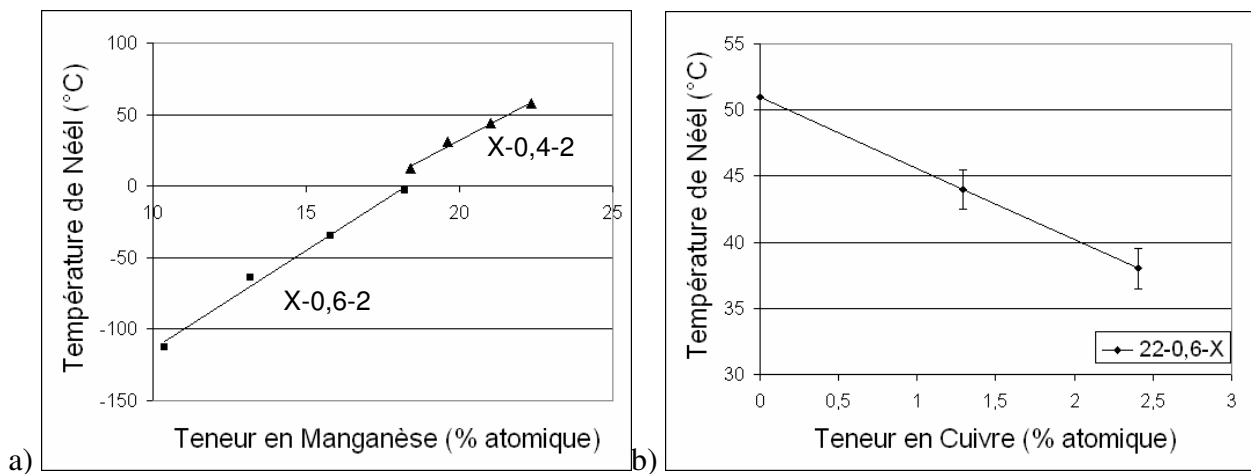 a)
Température de Néél (°C)
100
50
0
-50
-100
-150
10
15
20
25
X-0,4-2
X-0,6-2
Teneur en Manganèse (% atomique)
b)
Température de Néél (°C)
55
50
45
40
35
30
0
0,5
1
1,5
2
2,5
3
22-0,6-X
Teneur en Cuivre (% atomique)